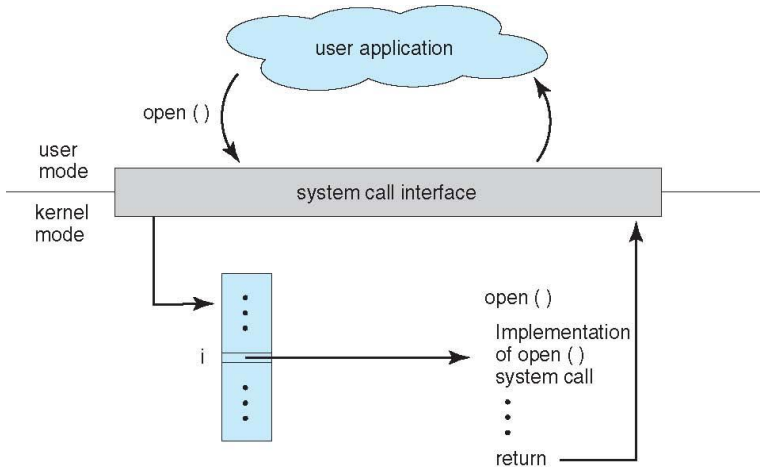 user application
open ( )
user
mode
system call interface
kernel
mode
open ( )
i
Implementation
of open ( )
system call
return